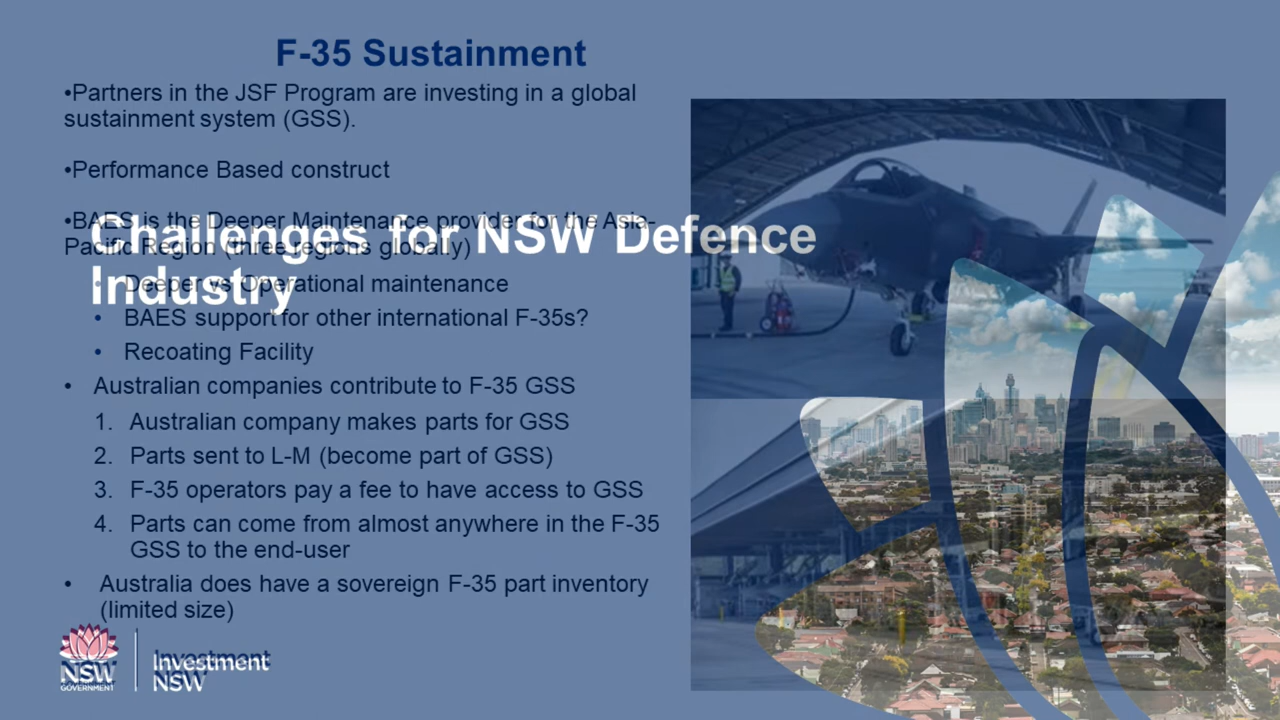 F-35 Sustainment
•Partners in the JSF Program are investing in a global
sustainment system (GSS).
•Performance Based construct
•BAES is the Deeper Maintenance provider for the Asia-
Pacific Region (three regions globally)
Challenges for NSW Defence
Industry
• Deeper vs Operational maintenance
• BAES support for other international F-35s?
• Recoating Facility
• Australian companies contribute to F-35 GSS
1. Australian company makes parts for GSS
2. Parts sent to L-M (become part of GSS)
3. F-35 operators pay a fee to have access to GSS
4. Parts can come from almost anywhere in the F-35
GSS to the end-user
• Australia does have a sovereign F-35 part inventory
(limited size)
NSW
GOVERNMENT
Investment
NSW